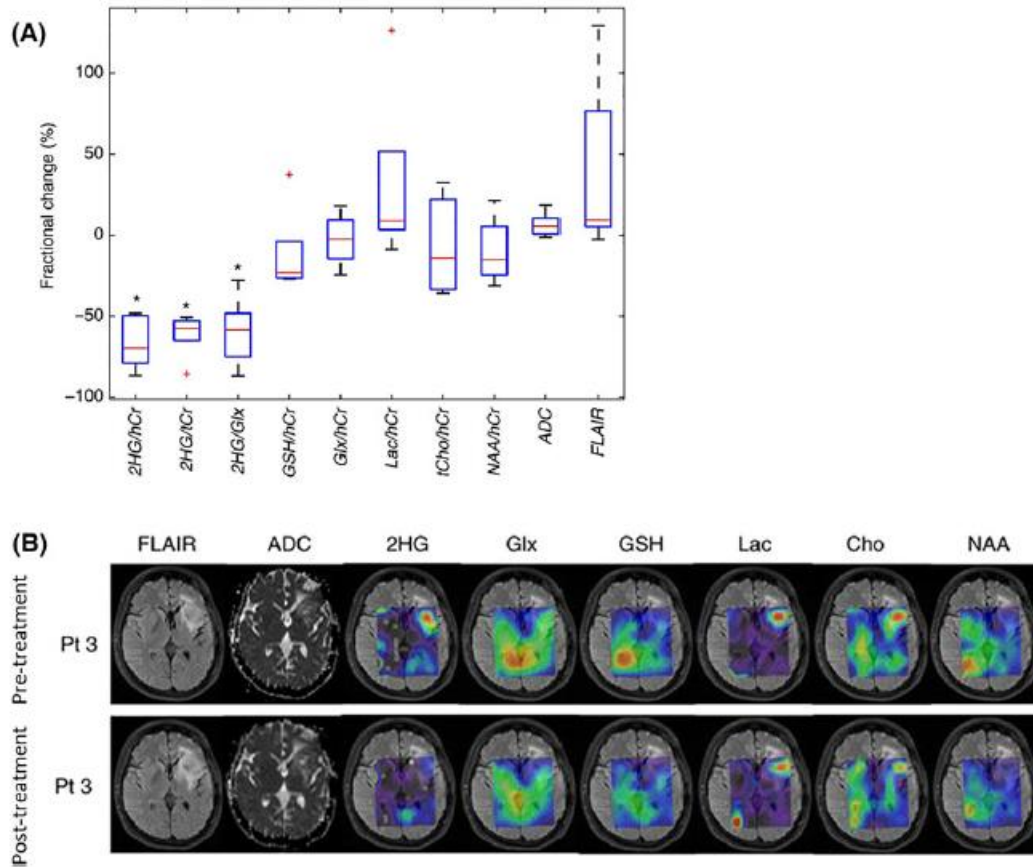 (A)
Fractional change (%)
100
50
0
−50
−100
* * *
2HG/hCr 2HG/tCr 2HG/Glx GSH/hCr Glx/hCr Lac/hCr tCho/hCr NAA/hCr ADC FLAIR
(B)
FLAIR ADC 2HG Glx GSH Lac Cho NAA
Pre-treatment
Pt 3
Post-treatment
Pt 3